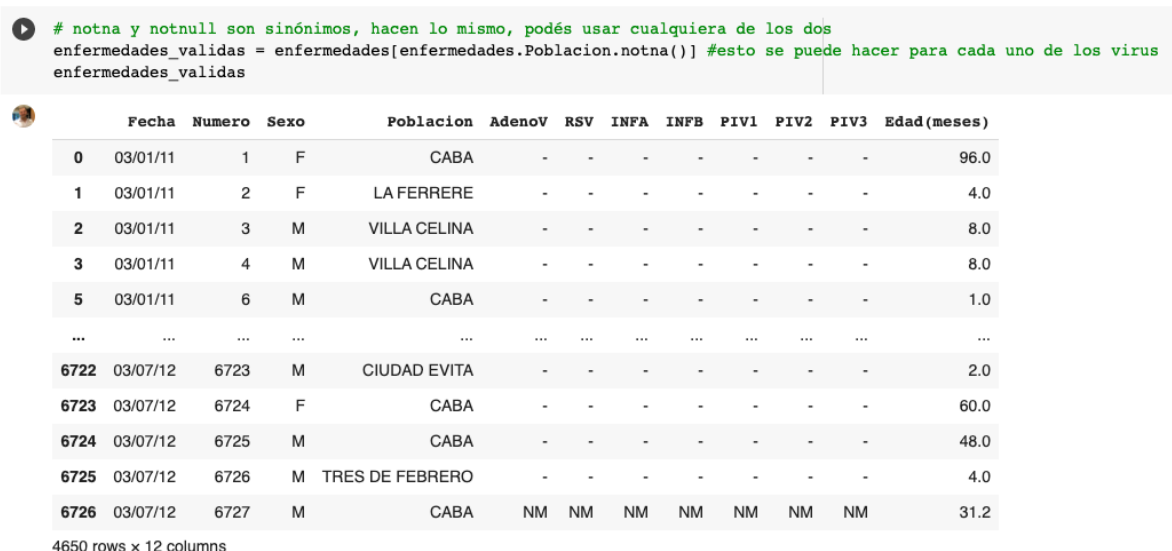 # notna y notnull son sinónimos, hacen lo mismo, podés usar cualquiera de los dos
enfermedades_validas = enfermedades[enfermedades.Poblacion.notna()] #esto se puede hacer para cada uno de los virus
enfermedades_validas
Fecha Numero Sexo Poblacion AdenoV RSV INFA INFB PIV1 PIV2 PIV3 Edad(meses)
0 03/01/11 1 F CABA - - - - - - - 96.0
1 03/01/11 2 F LA FERRERE - - - - - - - 4.0
2 03/01/11 3 M VILLA CELINA - - - - - - - 8.0
3 03/01/11 4 M VILLA CELINA - - - - - - - 8.0
5 03/01/11 6 M CABA - - - - - - - 1.0
... ... ... ... ... ... ... ... ... ... ... ... ...
6722 03/07/12 6723 M CIUDAD EVITA - - - - - - - 2.0
6723 03/07/12 6724 F CABA - - - - - - - 60.0
6724 03/07/12 6725 M CABA - - - - - - - 48.0
6725 03/07/12 6726 M TRES DE FEBRERO - - - - - - - 4.0
6726 03/07/12 6727 M CABA NM NM NM NM NM NM NM 31.2
4650 rows × 12 columns